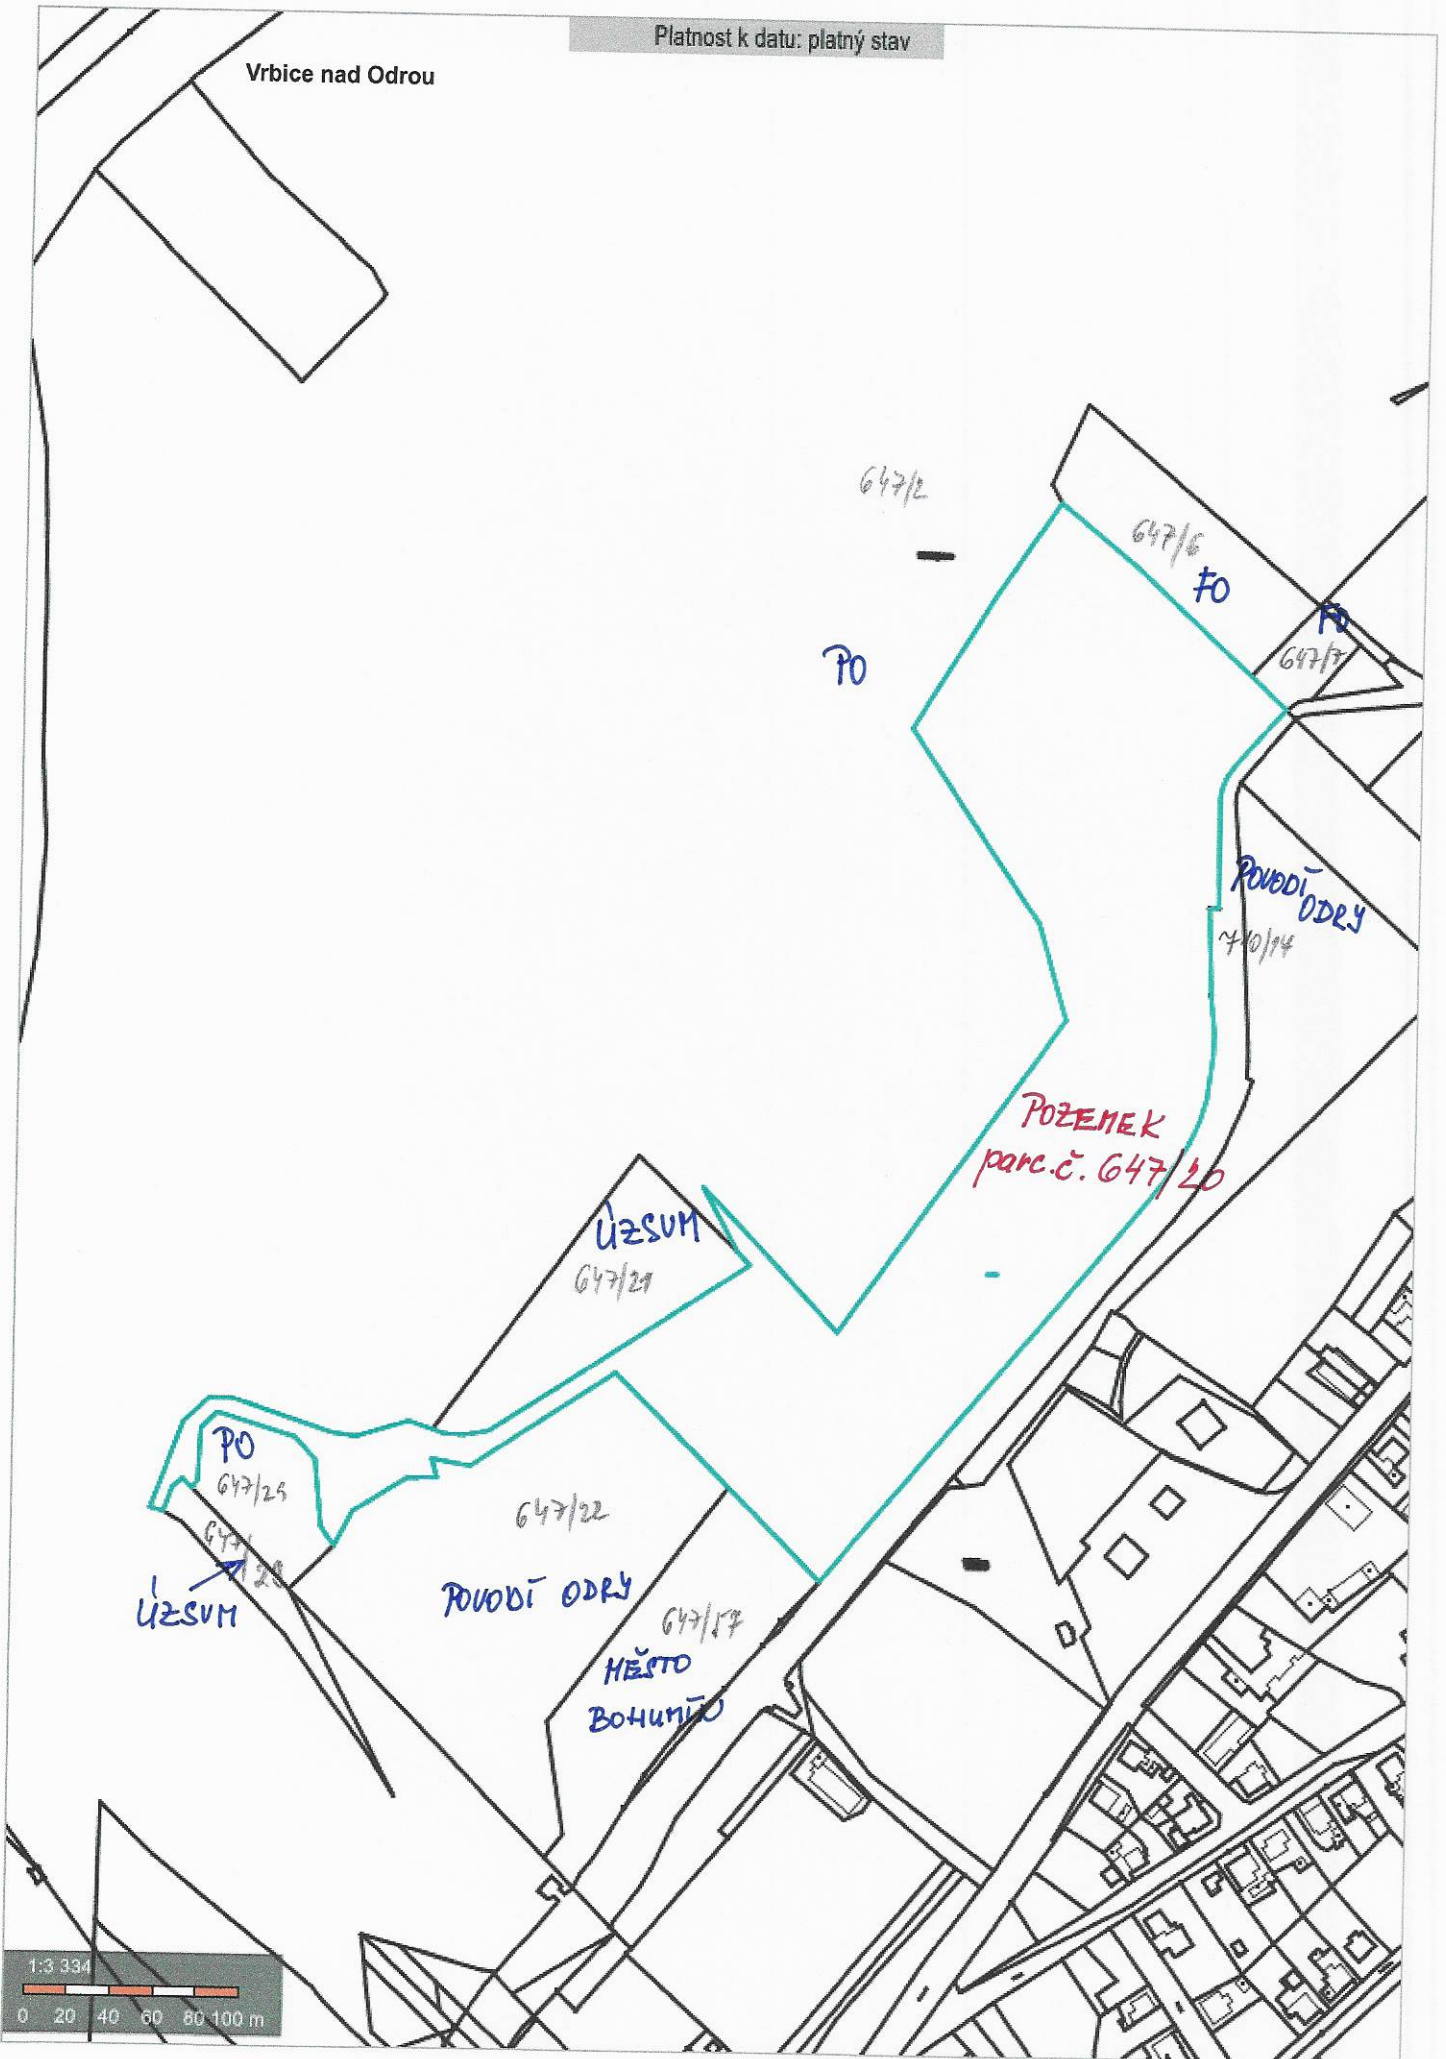 Platnost k datu: platný stav
Vrbice nad Odrou
647/2
647/6
FO
FO
647/7
PO
POVODÍ
ODRY
710/14
POZEMEK
parc.č. 647/20
ÚZSVM
647/21
PO
647/22
POVODÍ ODRY
ÚZSVM
647/57
MĚSTO
BOHUMÍN
1:3 334
0 20 40 60 80 100 m